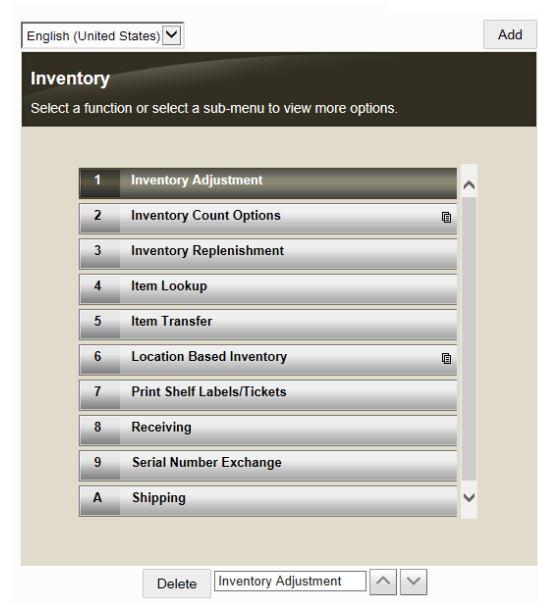 English (United States)
Add
Inventory
Select a function or select a sub-menu to view more options.
1 Inventory Adjustment
2 Inventory Count Options
3 Inventory Replenishment
4 Item Lookup
5 Item Transfer
6 Location Based Inventory
7 Print Shelf Labels/Tickets
8 Receiving
9 Serial Number Exchange
A Shipping
Delete Inventory Adjustment